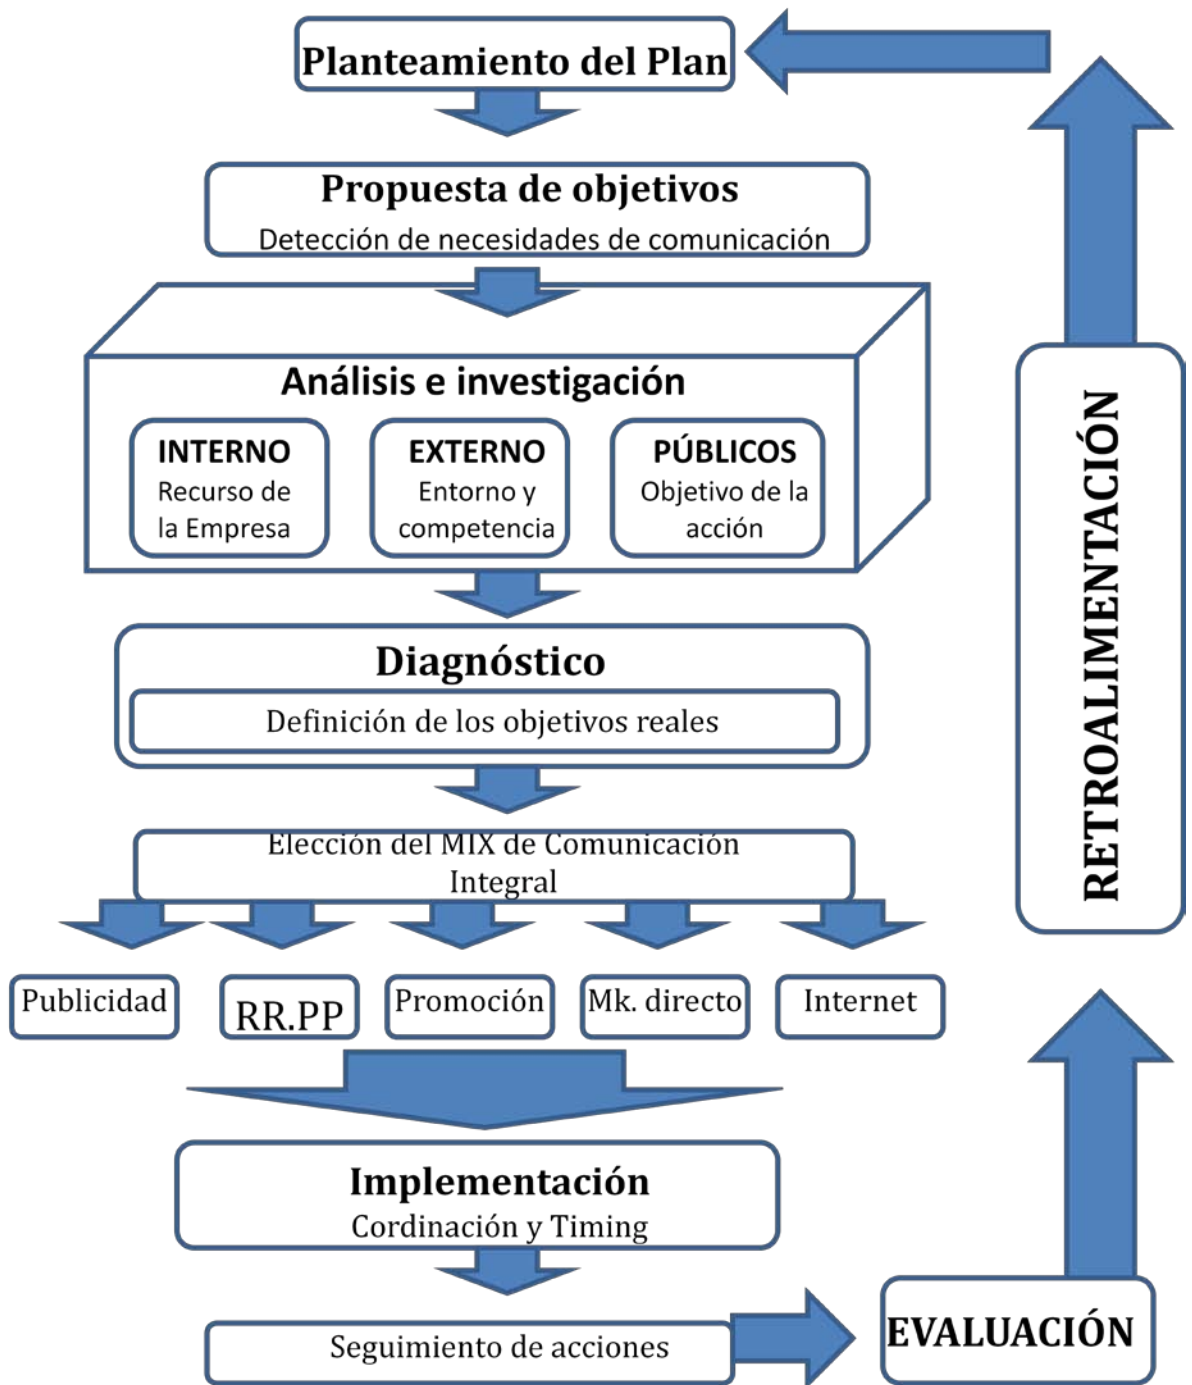 Planteamiento del Plan
Propuesta de objetivos
Detección de necesidades de comunicación
Análisis e investigación
INTERNO
Recurso de
la Empresa
EXTERNO
Entorno y
competencia
PÚBLICOS
Objetivo de la
acción
Diagnóstico
Definición de los objetivos reales
Elección del MIX de Comunicación
Integral
Publicidad
RR.PP
Promoción
Mk. directo
Internet
Implementación
Cordinación y Timing
Seguimiento de acciones
EVALUACIÓN
RETROALIMENTACIÓN